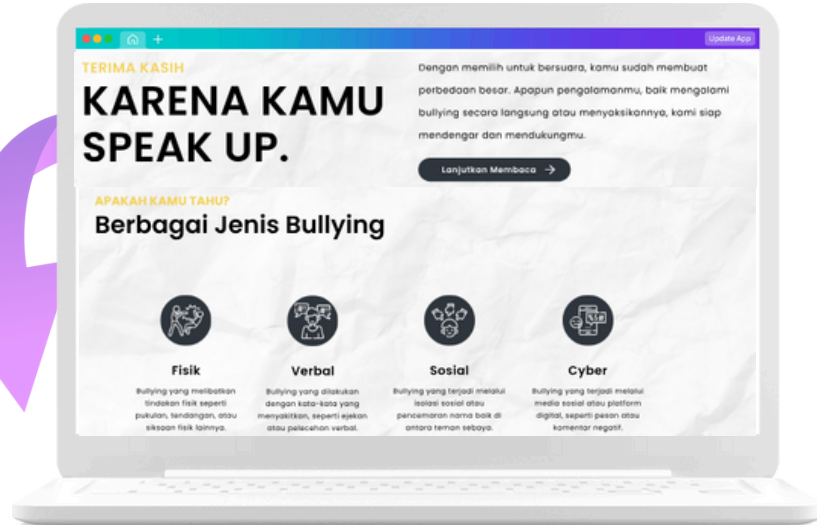 Update App
TERIMA KASIH
KARENA KAMU
SPEAK UP.
Dengan memilih untuk bersuara, kamu sudah membuat
perbedaan besar. Apapun pengalamanmu, baik mengalami
bullying secara langsung atau menyaksikannya, kami siap
mendengar dan mendukungmu.
Lanjutkan Membaca
APAKAH KAMU TAHU?
Berbagai Jenis Bullying
Fisik
Bullying yang melibatkan
tindakan fisik seperti
pukulan, tendangan, atau
siksaan fisik lainnya.
Verbal
Bullying yang dilakukan
dengan kata-kata yang
menyakitkan, seperti ejekan
atau pelecehan verbal.
Sosial
Bullying yang terjadi melalui
isolasi sosial atau
pencemaran nama baik di
antara teman sebaya.
Cyber
Bullying yang terjadi melalui
media sosial atau platform
digital, seperti pesan atau
komentar negatif.